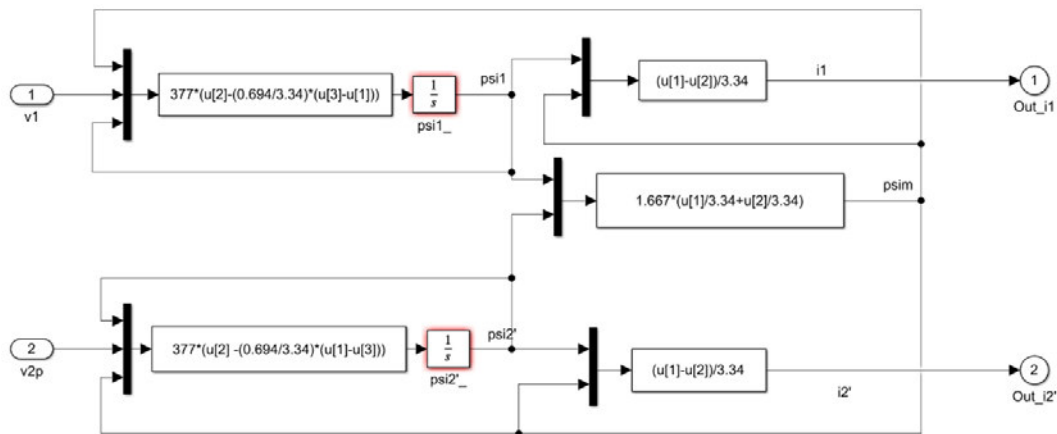 1
v1
377*(u[2]-(0.694/3.34)*(u[3]-u[1]))
1
s
psi1_
psi1
(u[1]-u[2])/3.34
i1
1
Out_i1
1.667*(u[1]/3.34+u[2]/3.34)
psim
2
v2p
377*(u[2] -(0.694/3.34)*(u[1]-u[3]))
1
s
psi2'_
psi2'
(u[1]-u[2])/3.34
i2'
2
Out_i2'